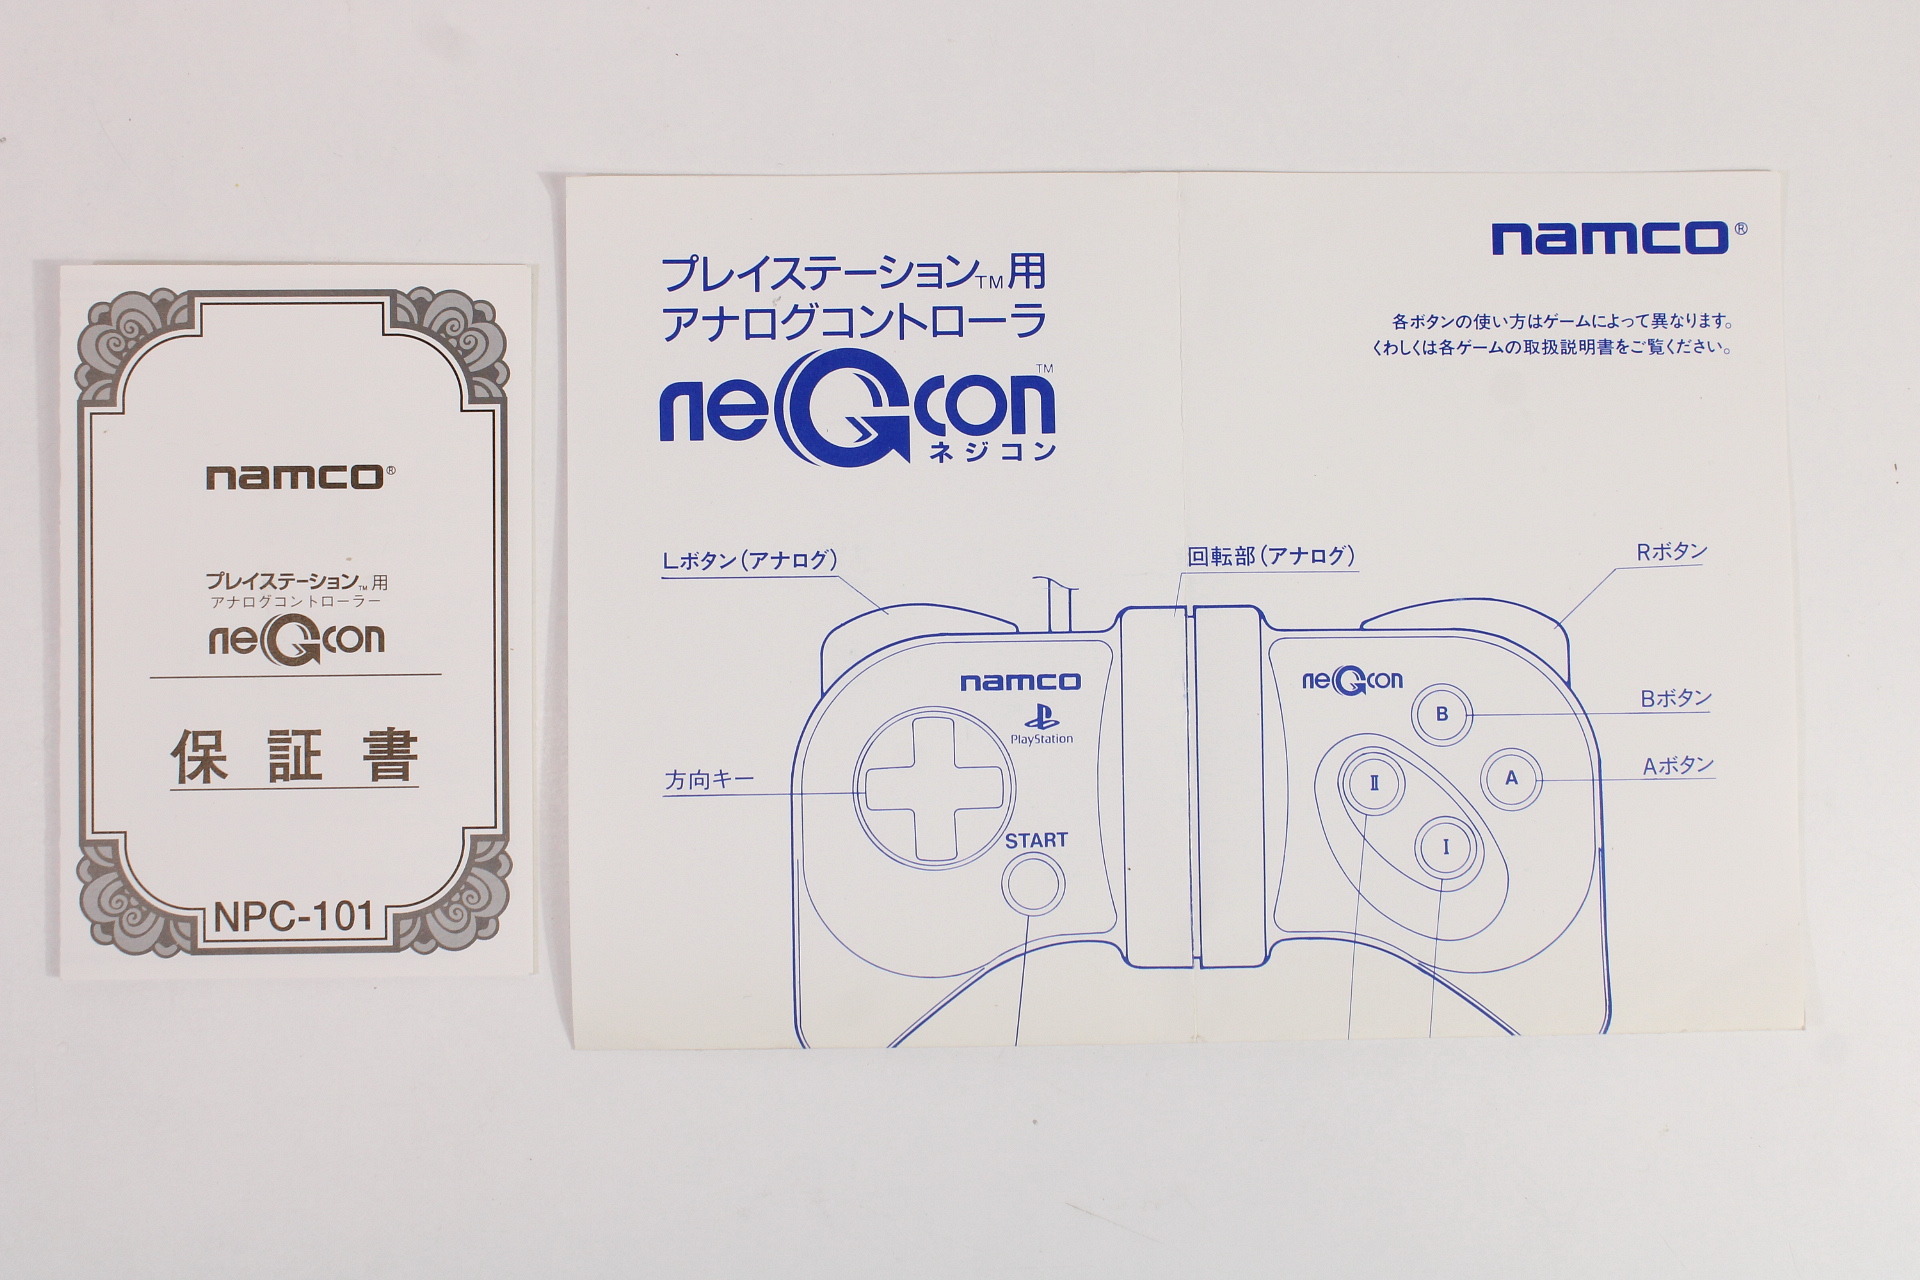 namco®
プレイステーション™用
アナログコントローラー
neGcon
保証書
NPC-101
namco®
プレイステーション™用
アナログコントローラ
neGcon™
ネジコン
各ボタンの使い方はゲームによって異なります。
くわしくは各ゲームの取扱説明書をご覧ください。
Lボタン(アナログ)
回転部(アナログ)
Rボタン
namco
PlayStation
neGcon
B
Bボタン
方向キー
II
A
Aボタン
START
I